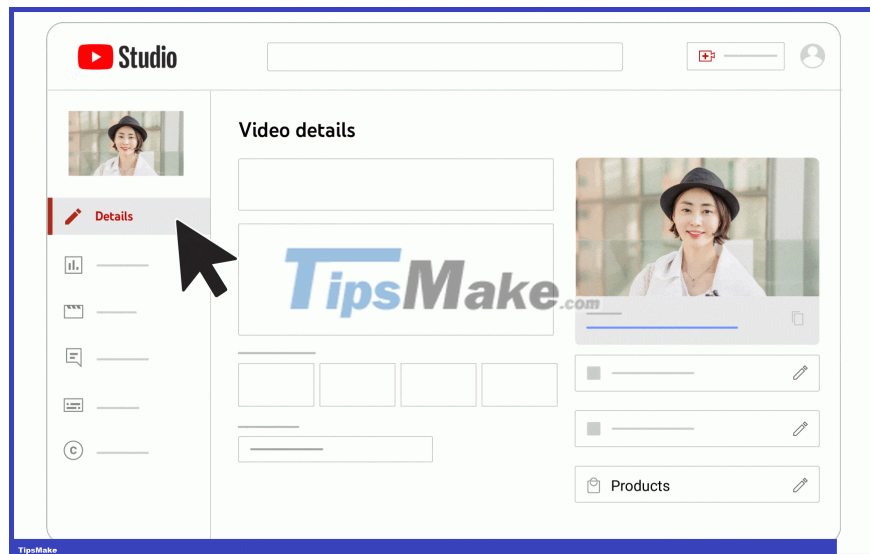 Studio
Video details
Details
TipsMake.com
C
Products
TipsMake